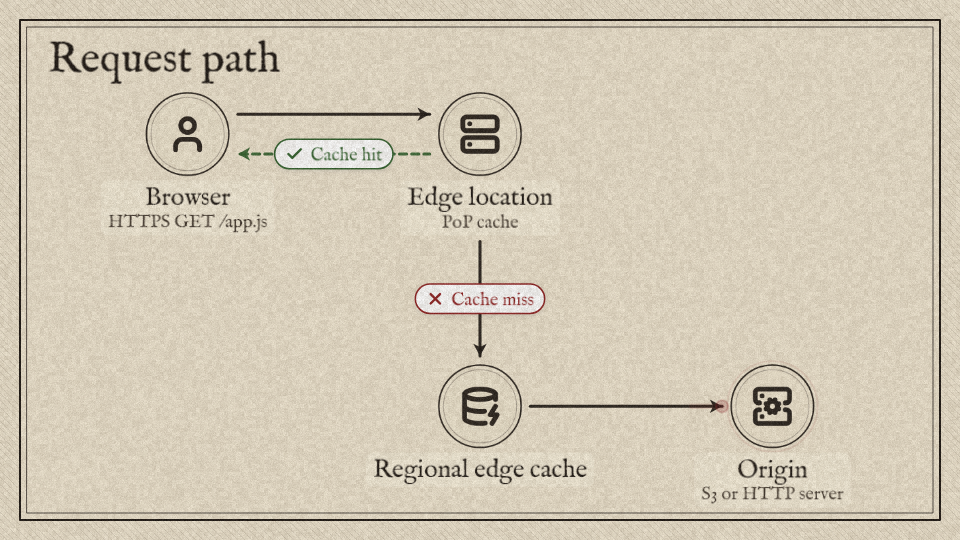 Request path
Cache hit
Browser
HTTPS GET /app.js
Edge location
PoP cache
Cache miss
Regional edge cache
Origin
S3 or HTTP server